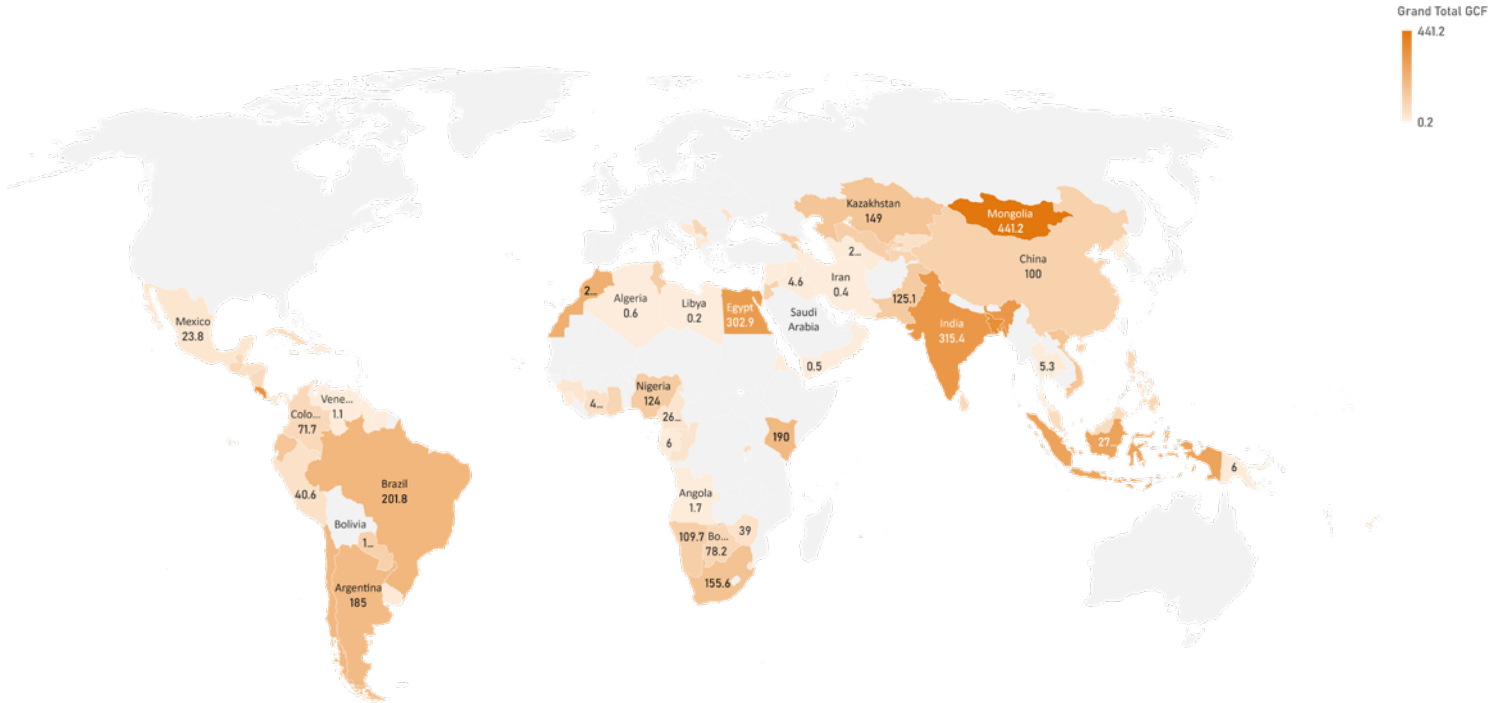 Grand Total GCF
441.2
0.2
Kazakhstan
149
Mongolia
441.2
China
100
2...
Iran
0.4
4.6
125.1
2...
Algeria
0.6
Libya
0.2
Egypt
302.9
Saudi
Arabia
India
315.4
0.5
5.3
Mexico
23.8
Vene...
1.1
Colo...
71.7
Nigeria
124
4...
26...
6
190
27...
6
40.6
Brazil
201.8
Bolivia
1...
Argentina
185
Angola
1.7
109.7
Bo...
78.2
39
155.6